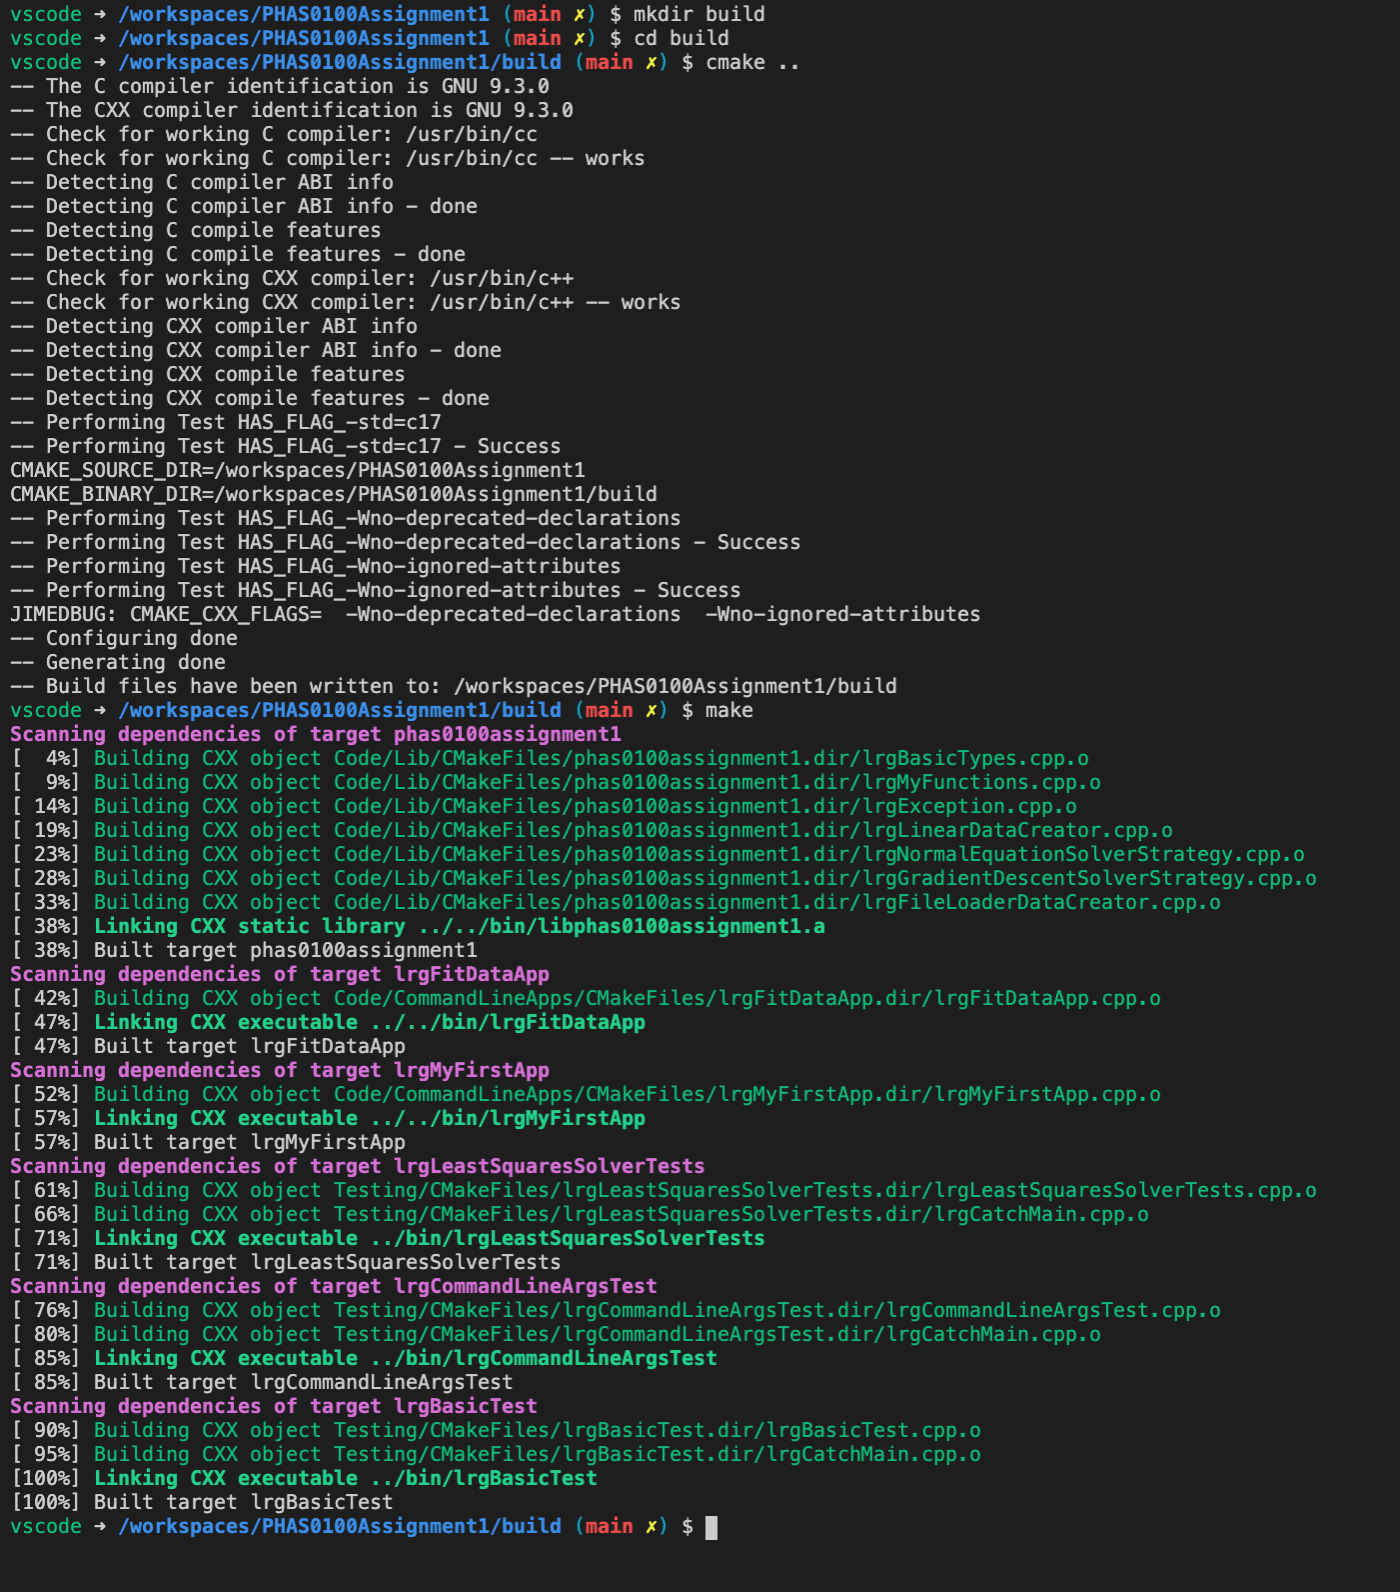 vscode ➜ /workspaces/PHAS0100Assignment1 (main ✗) $ mkdir build
vscode ➜ /workspaces/PHAS0100Assignment1 (main ✗) $ cd build
vscode ➜ /workspaces/PHAS0100Assignment1/build (main ✗) $ cmake ..
-- The C compiler identification is GNU 9.3.0
-- The CXX compiler identification is GNU 9.3.0
-- Check for working C compiler: /usr/bin/cc
-- Check for working C compiler: /usr/bin/cc -- works
-- Detecting C compiler ABI info
-- Detecting C compiler ABI info - done
-- Detecting C compile features
-- Detecting C compile features - done
-- Check for working CXX compiler: /usr/bin/c++
-- Check for working CXX compiler: /usr/bin/c++ -- works
-- Detecting CXX compiler ABI info
-- Detecting CXX compiler ABI info - done
-- Detecting CXX compile features
-- Detecting CXX compile features - done
-- Performing Test HAS_FLAG_-std=c17
-- Performing Test HAS_FLAG_-std=c17 - Success
CMAKE_SOURCE_DIR=/workspaces/PHAS0100Assignment1
CMAKE_BINARY_DIR=/workspaces/PHAS0100Assignment1/build
-- Performing Test HAS_FLAG_-Wno-deprecated-declarations
-- Performing Test HAS_FLAG_-Wno-deprecated-declarations - Success
-- Performing Test HAS_FLAG_-Wno-ignored-attributes
-- Performing Test HAS_FLAG_-Wno-ignored-attributes - Success
JIMEDBUG: CMAKE_CXX_FLAGS=  -Wno-deprecated-declarations  -Wno-ignored-attributes
-- Configuring done
-- Generating done
-- Build files have been written to: /workspaces/PHAS0100Assignment1/build
vscode ➜ /workspaces/PHAS0100Assignment1/build (main ✗) $ make
Scanning dependencies of target phas0100assignment1
[  4%] Building CXX object Code/Lib/CMakeFiles/phas0100assignment1.dir/lrgBasicTypes.cpp.o
[  9%] Building CXX object Code/Lib/CMakeFiles/phas0100assignment1.dir/lrgMyFunctions.cpp.o
[ 14%] Building CXX object Code/Lib/CMakeFiles/phas0100assignment1.dir/lrgException.cpp.o
[ 19%] Building CXX object Code/Lib/CMakeFiles/phas0100assignment1.dir/lrgLinearDataCreator.cpp.o
[ 23%] Building CXX object Code/Lib/CMakeFiles/phas0100assignment1.dir/lrgNormalEquationSolverStrategy.cpp.o
[ 28%] Building CXX object Code/Lib/CMakeFiles/phas0100assignment1.dir/lrgGradientDescentSolverStrategy.cpp.o
[ 33%] Building CXX object Code/Lib/CMakeFiles/phas0100assignment1.dir/lrgFileLoaderDataCreator.cpp.o
[ 38%] Linking CXX static library ../../bin/libphas0100assignment1.a
[ 38%] Built target phas0100assignment1
Scanning dependencies of target lrgFitDataApp
[ 42%] Building CXX object Code/CommandLineApps/CMakeFiles/lrgFitDataApp.dir/lrgFitDataApp.cpp.o
[ 47%] Linking CXX executable ../../bin/lrgFitDataApp
[ 47%] Built target lrgFitDataApp
Scanning dependencies of target lrgMyFirstApp
[ 52%] Building CXX object Code/CommandLineApps/CMakeFiles/lrgMyFirstApp.dir/lrgMyFirstApp.cpp.o
[ 57%] Linking CXX executable ../../bin/lrgMyFirstApp
[ 57%] Built target lrgMyFirstApp
Scanning dependencies of target lrgLeastSquaresSolverTests
[ 61%] Building CXX object Testing/CMakeFiles/lrgLeastSquaresSolverTests.dir/lrgLeastSquaresSolverTests.cpp.o
[ 66%] Building CXX object Testing/CMakeFiles/lrgLeastSquaresSolverTests.dir/lrgCatchMain.cpp.o
[ 71%] Linking CXX executable ../bin/lrgLeastSquaresSolverTests
[ 71%] Built target lrgLeastSquaresSolverTests
Scanning dependencies of target lrgCommandLineArgsTest
[ 76%] Building CXX object Testing/CMakeFiles/lrgCommandLineArgsTest.dir/lrgCommandLineArgsTest.cpp.o
[ 80%] Building CXX object Testing/CMakeFiles/lrgCommandLineArgsTest.dir/lrgCatchMain.cpp.o
[ 85%] Linking CXX executable ../bin/lrgCommandLineArgsTest
[ 85%] Built target lrgCommandLineArgsTest
Scanning dependencies of target lrgBasicTest
[ 90%] Building CXX object Testing/CMakeFiles/lrgBasicTest.dir/lrgBasicTest.cpp.o
[ 95%] Building CXX object Testing/CMakeFiles/lrgBasicTest.dir/lrgCatchMain.cpp.o
[100%] Linking CXX executable ../bin/lrgBasicTest
[100%] Built target lrgBasicTest
vscode ➜ /workspaces/PHAS0100Assignment1/build (main ✗) $